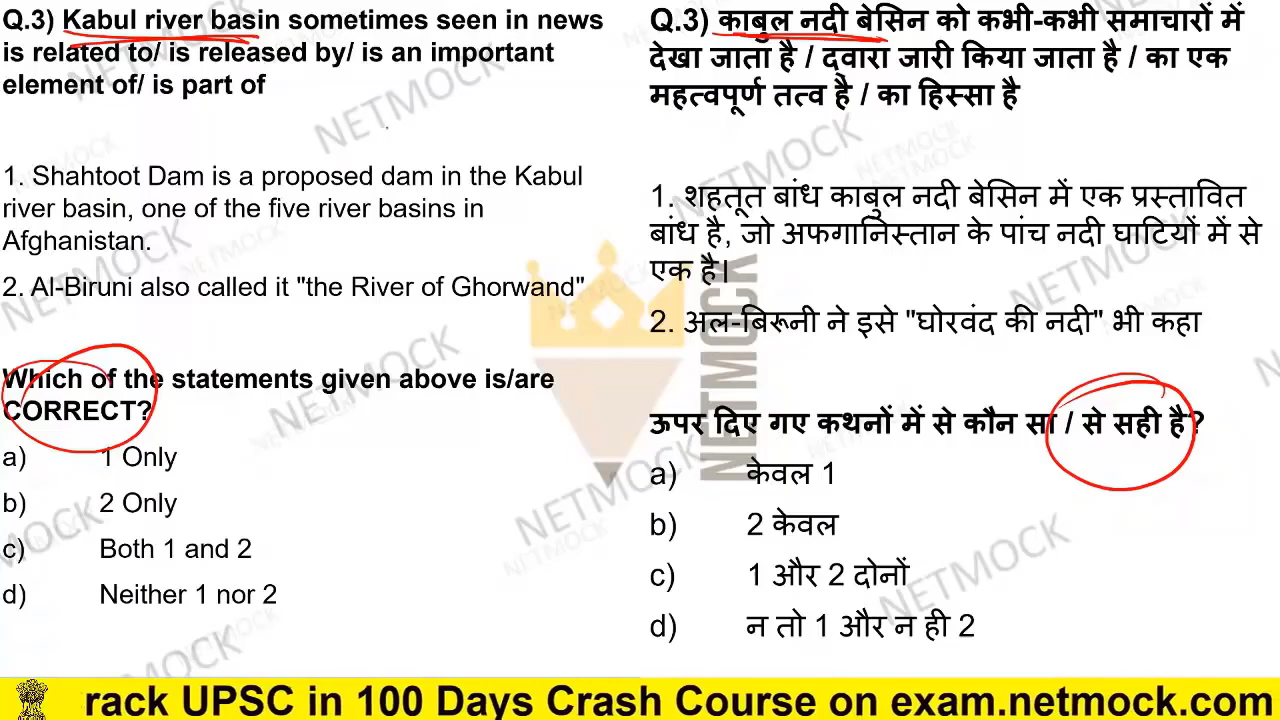 Q.3) Kabul river basin sometimes seen in news
is related to/ is released by/ is an important
element of/ is part of
1. Shahtoot Dam is a proposed dam in the Kabul
river basin, one of the five river basins in
Afghanistan.
2. Al-Biruni also called it "the River of Ghorwand"
Which of the statements given above is/are
CORRECT?
a) 1 Only
b) 2 Only
c) Both 1 and 2
d) Neither 1 nor 2
Q.3) काबुल नदी बेसिन को कभी-कभी समाचारों में
देखा जाता है / द्वारा जारी किया जाता है / का एक
महत्वपूर्ण तत्व है / का हिस्सा है
1. शहतूत बांध काबुल नदी बेसिन में एक प्रस्तावित
बांध है, जो अफगानिस्तान के पांच नदी घाटियों में से
एक है।
2. अल-बिरूनी ने इसे "घोरवंद की नदी" भी कहा
ऊपर दिए गए कथनों में से कौन सा / से सही है?
a) केवल 1
b) 2 केवल
c) 1 और 2 दोनों
d) न तो 1 और न ही 2
NETMOCK
rack UPSC in 100 Days Crash Course on exam.netmock.com